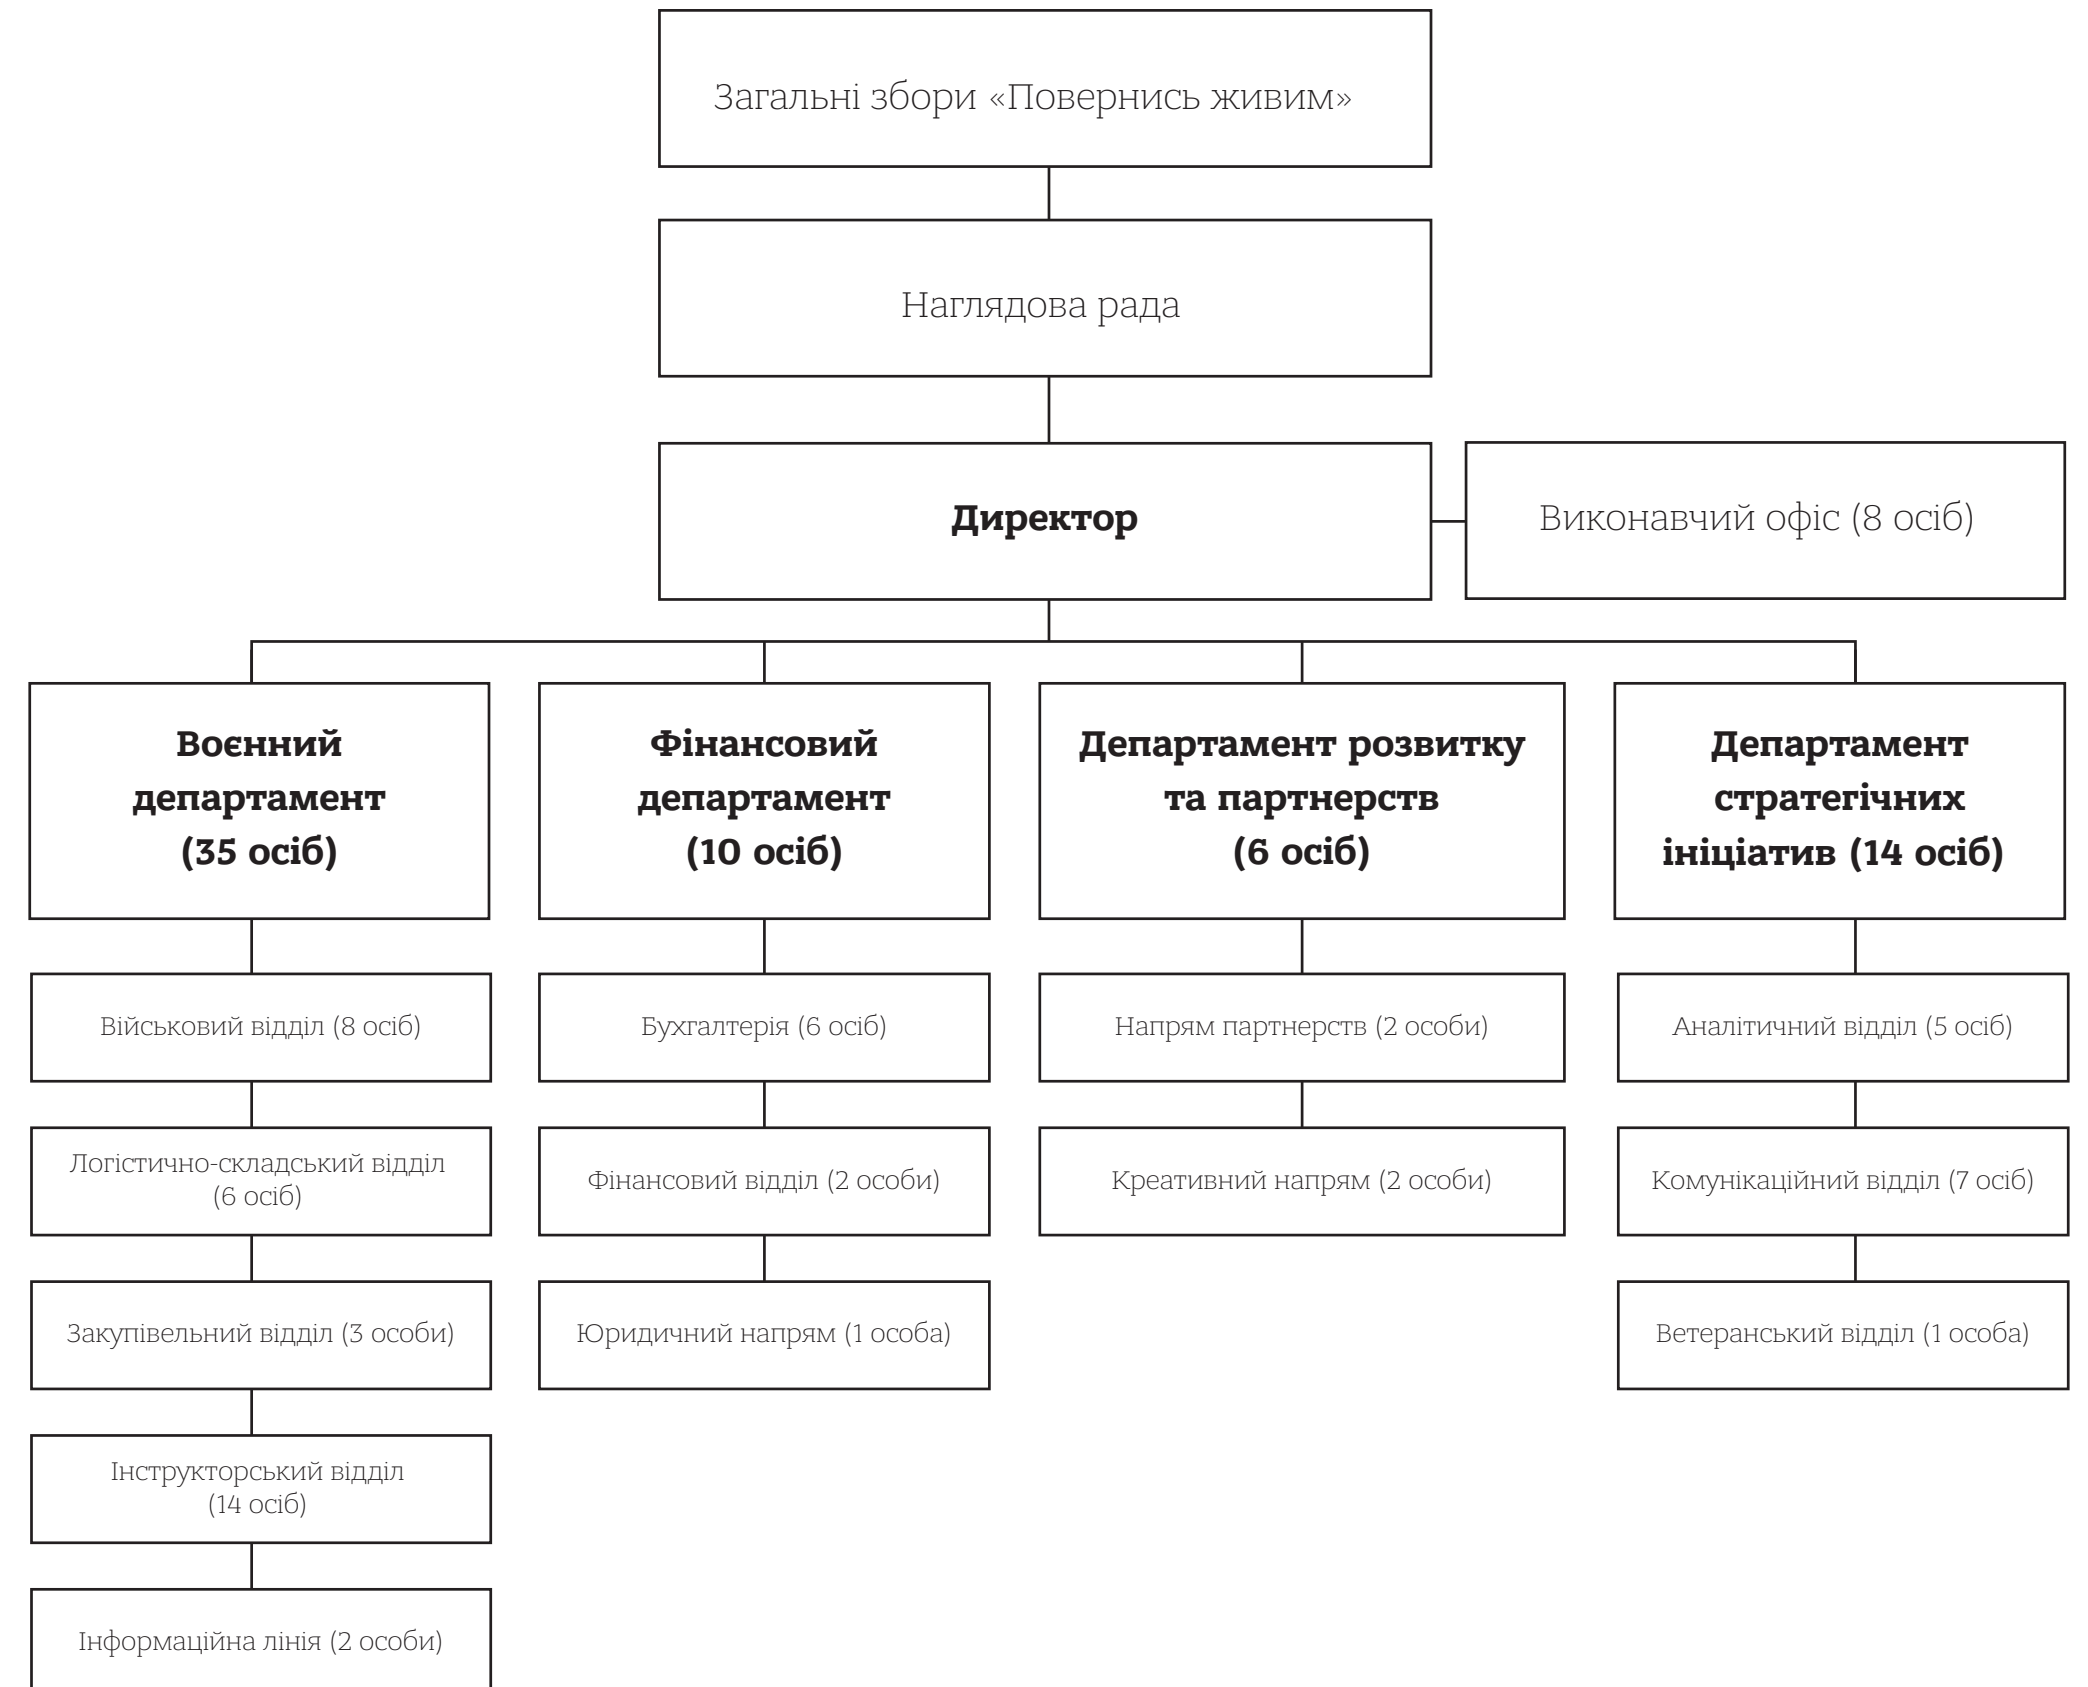 Загальні збори «Повернись живим»
Наглядова рада
Директор
Виконавчий офіс (8 осіб)
Воєнний
департамент
(35 осіб)
Фінансовий
департамент
(10 осіб)
Департамент розвитку
та партнерств
(6 осіб)
Департамент
стратегічних
ініціатив (14 осіб)
Військовий відділ (8 осіб)
Логістично-складський відділ
(6 осіб)
Закупівельний відділ (3 особи)
Інструкторський відділ
(14 осіб)
Інформаційна лінія (2 особи)
Бухгалтерія (6 осіб)
Фінансовий відділ (2 особи)
Юридичний напрям (1 особа)
Напрям партнерств (2 особи)
Креативний напрям (2 особи)
Аналітичний відділ (5 осіб)
Комунікаційний відділ (7 осіб)
Ветеранський відділ (1 особа)